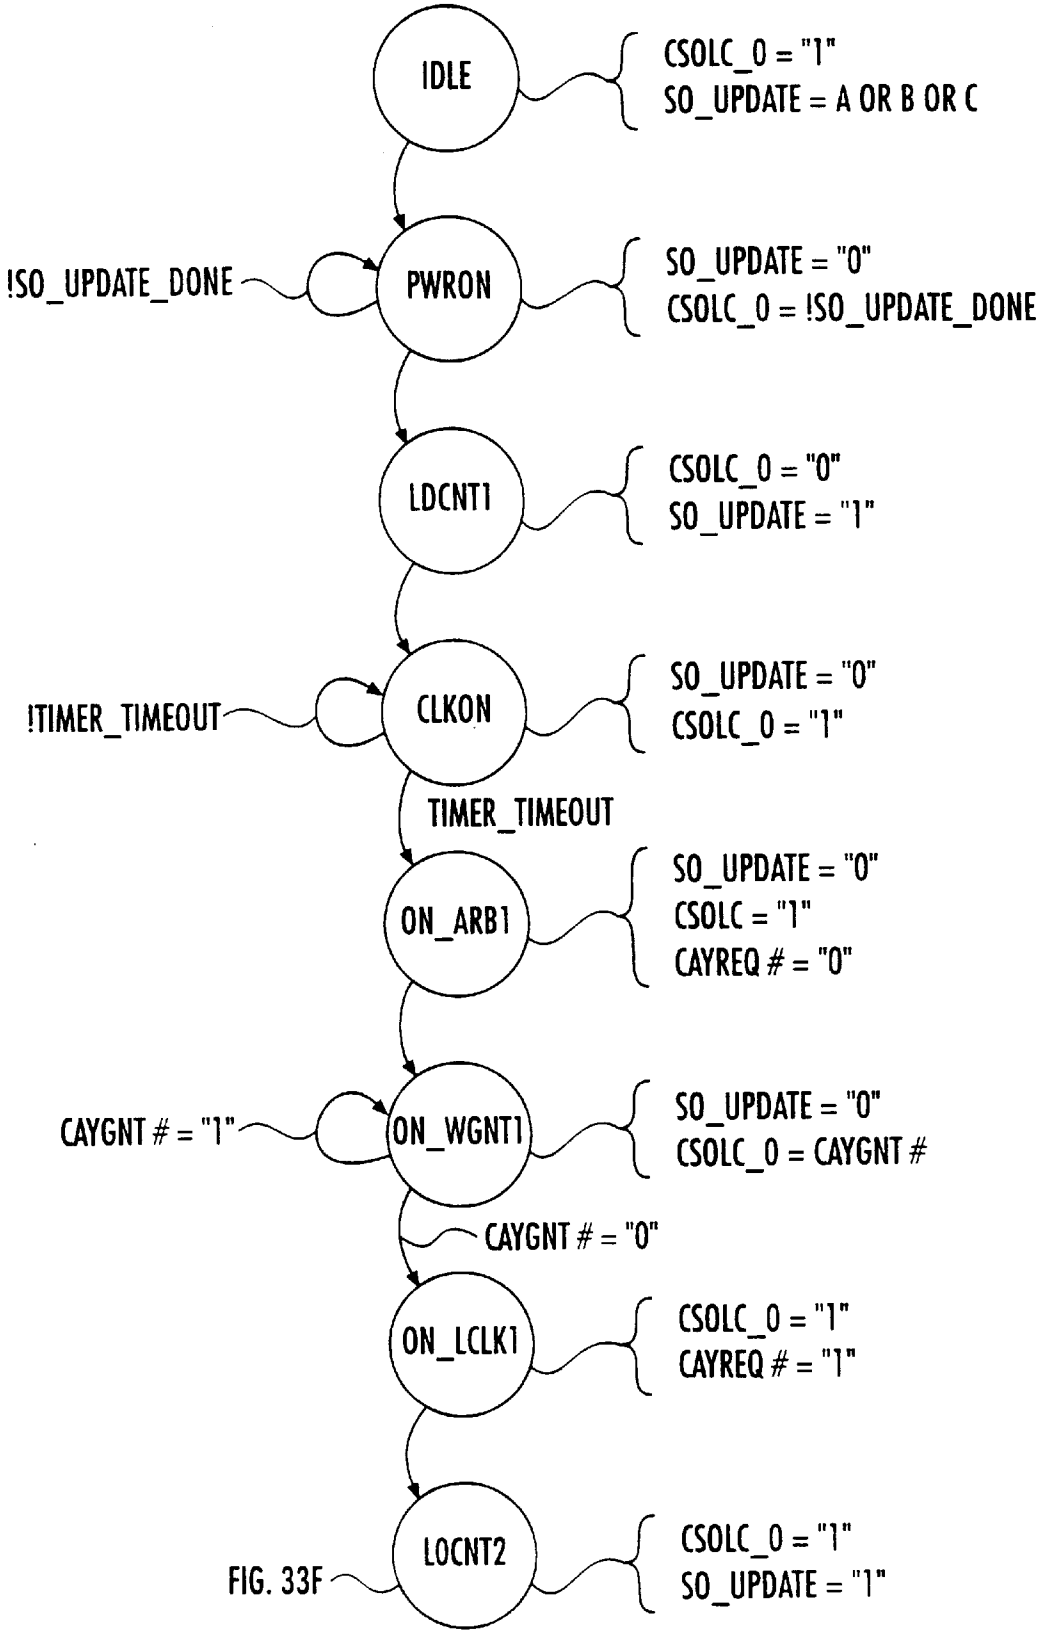 IDLE
CSOLC_0 = "1"
SO_UPDATE = A OR B OR C
!SO_UPDATE_DONE
PWRON
SO_UPDATE = "0"
CSOLC_0 = !SO_UPDATE_DONE
LDCNT1
CSOLC_0 = "0"
SO_UPDATE = "1"
!TIMER_TIMEOUT
CLKON
SO_UPDATE = "0"
CSOLC_0 = "1"
TIMER_TIMEOUT
ON_ARB1
SO_UPDATE = "0"
CSOLC = "1"
CAYREQ # = "0"
CAYGNT # = "1"
ON_WGNT1
SO_UPDATE = "0"
CSOLC_0 = CAYGNT #
CAYGNT # = "0"
ON_LCLK1
CSOLC_0 = "1"
CAYREQ # = "1"
LOCNT2
CSOLC_0 = "1"
SO_UPDATE = "1"
FIG. 33F